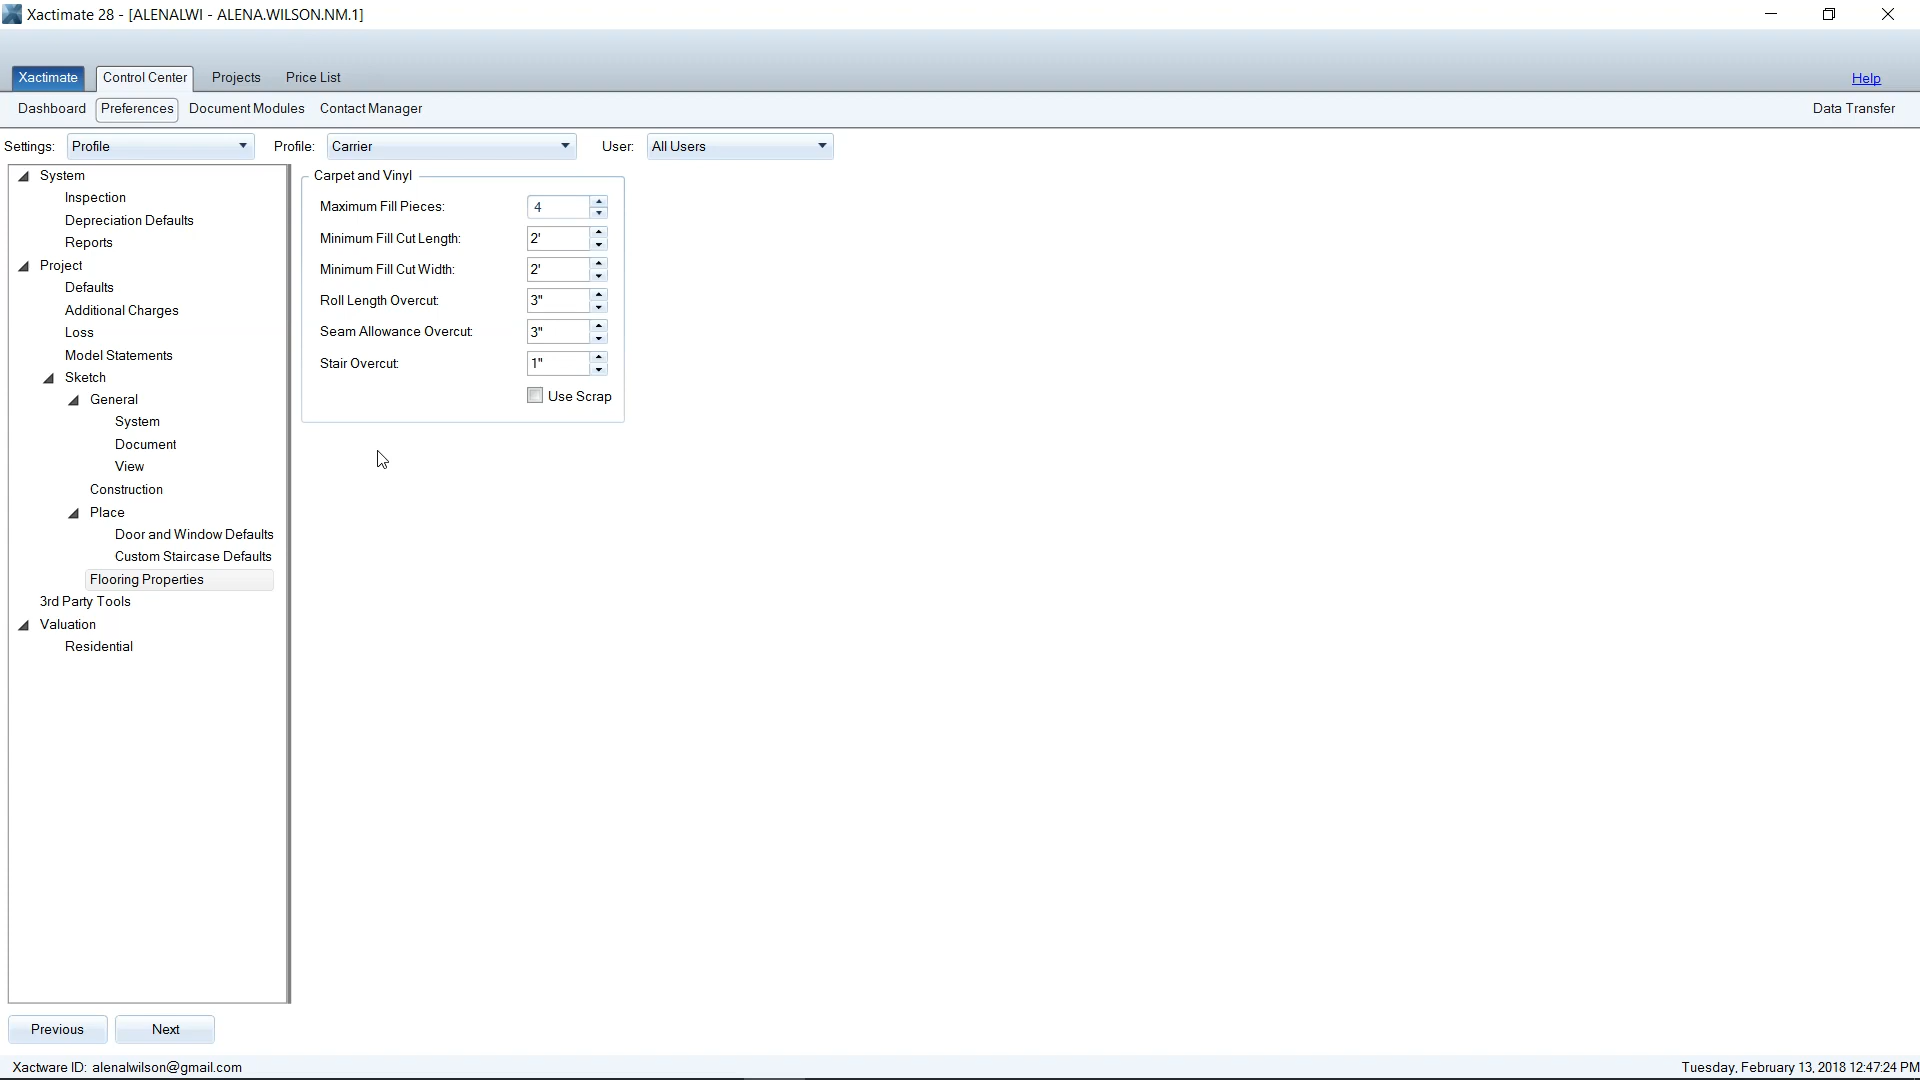 Xactimate 28 - [ALENALWI - ALENA.WILSON.NM.1]
Xactimate Control Center Projects Price List Help
Dashboard Preferences Document Modules Contact Manager Data Transfer
Settings: Profile Profile: Carrier User: All Users
System
Inspection
Depreciation Defaults
Reports
Project
Defaults
Additional Charges
Loss
Model Statements
Sketch
General
System
Document
View
Construction
Place
Door and Window Defaults
Custom Staircase Defaults
Flooring Properties
3rd Party Tools
Valuation
Residential
Carpet and Vinyl
Maximum Fill Pieces: 4
Minimum Fill Cut Length: 2'
Minimum Fill Cut Width: 2'
Roll Length Overcut: 3"
Seam Allowance Overcut: 3"
Stair Overcut: 1"
Use Scrap
Previous Next
Xactware ID: alenalwilson@gmail.com Tuesday, February 13, 2018 12:47:24 PM